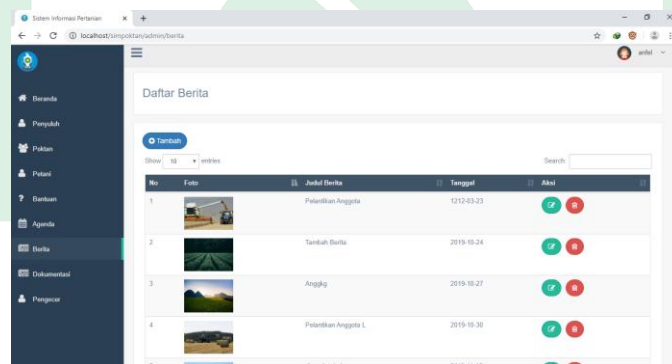 Sistem Informasi Pertanian
localhost/simpoktan/admin/berita
anfel
Beranda
Penyuluh
Poktan
Petani
Bantuan
Agenda
Berita
Dokumentasi
Pengecer
Daftar Berita
Tambah
Show 10 entries
Search:
No Foto Judul Berita Tanggal Aksi
1 Pelantikan Anggota 1212-03-23
2 Tambah Berita 2019-10-24
3 Anggkg 2019-10-27
4 Pelantikan Anggota L 2019-10-30